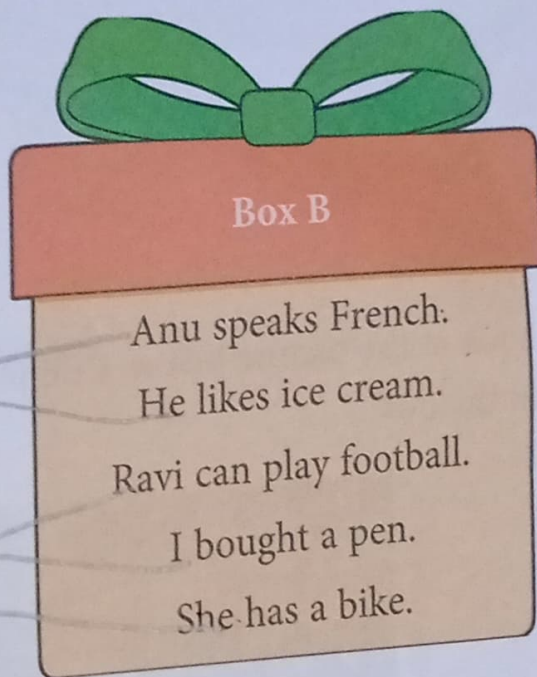 Box B
Anu speaks French.
He likes ice cream.
Ravi can play football.
I bought a pen.
She has a bike.